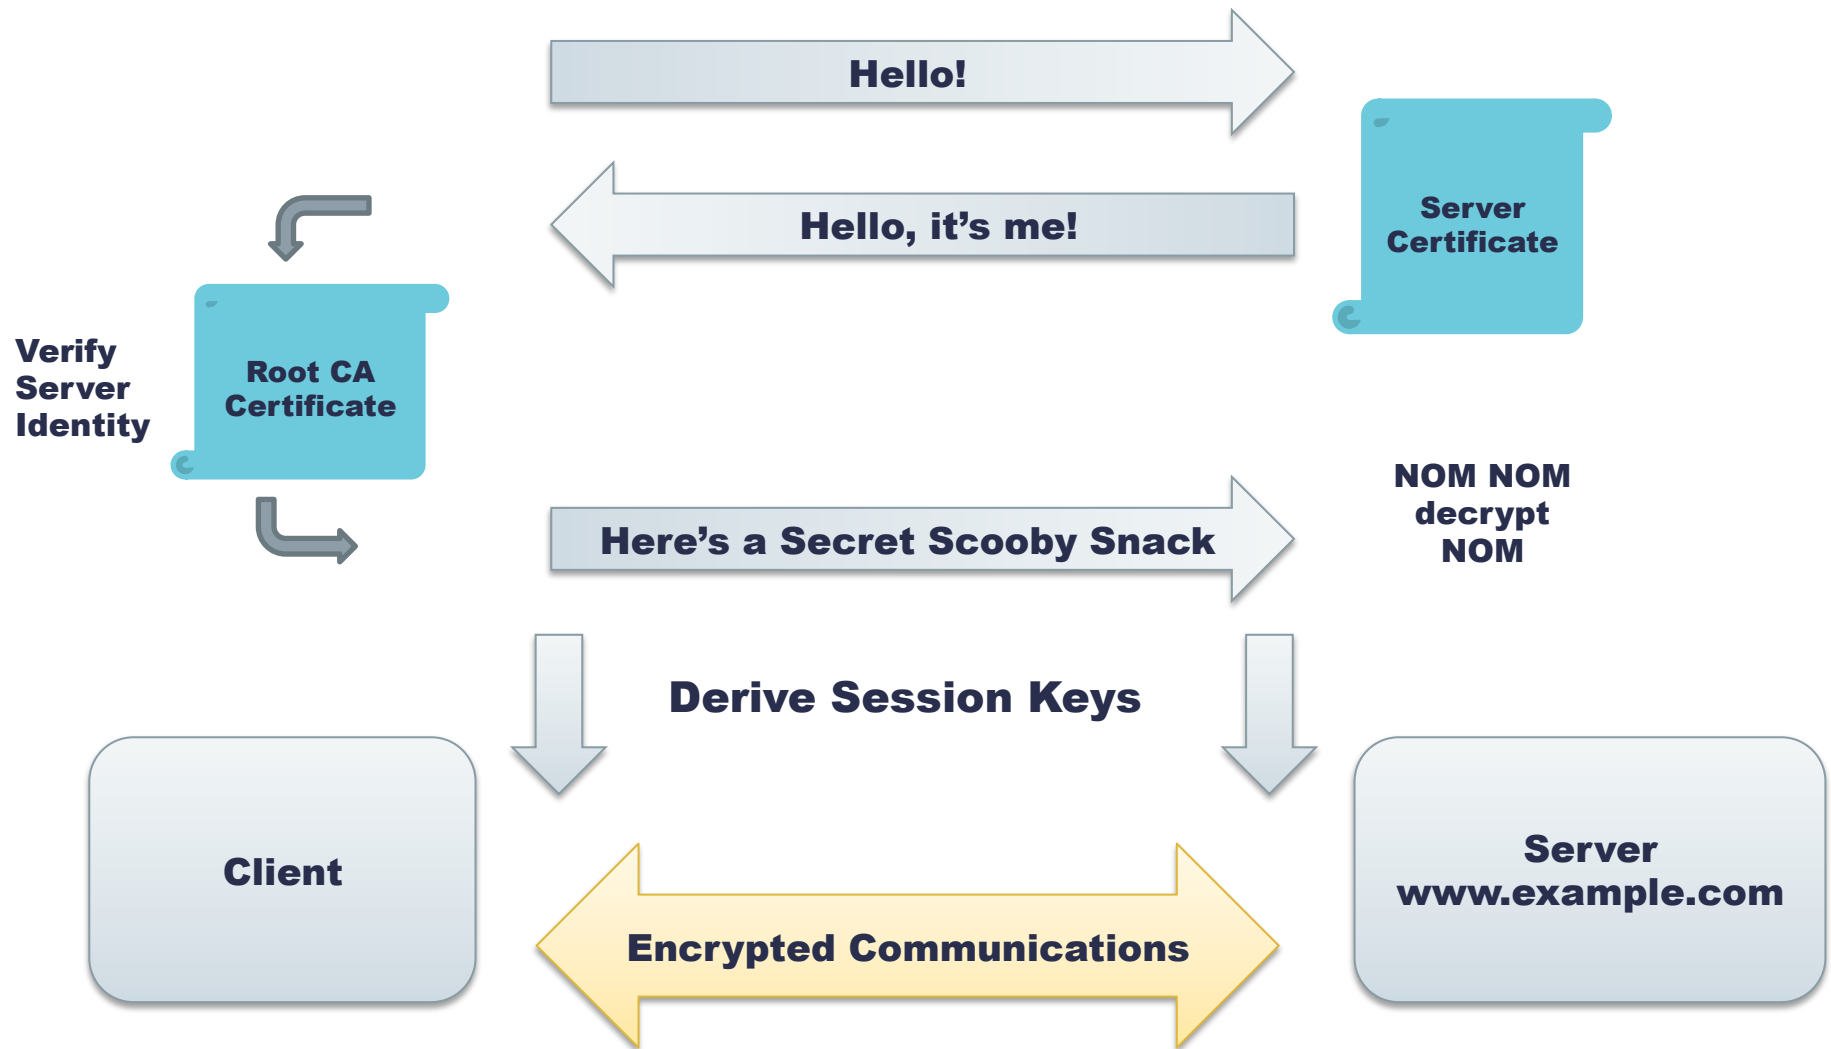 Hello!
Hello, it’s me!
Server
Certificate
Verify
Server
Identity
Root CA
Certificate
Here’s a Secret Scooby Snack
NOM NOM
decrypt
NOM
Derive Session Keys
Client
Encrypted Communications
Server
www.example.com